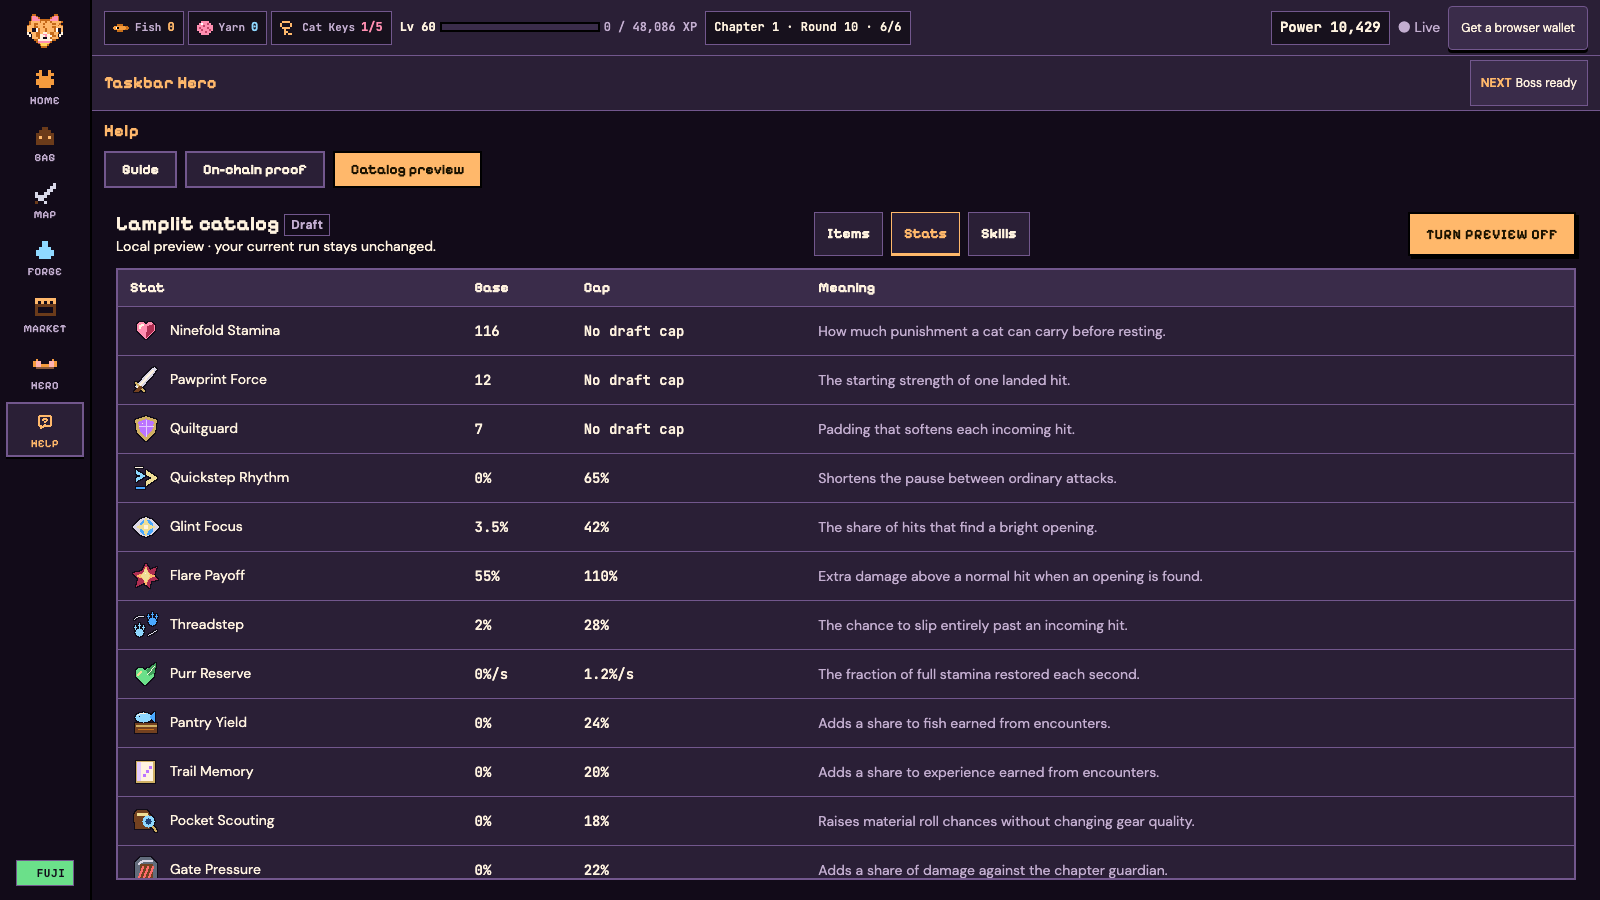 Fish 0
Yarn 0
Cat Keys 1/5
Lv 60
0 / 48,086 XP
Chapter 1 · Round 10 · 6/6
Power 10,429
Live
Get a browser wallet
HOME
BAG
MAP
FORGE
MARKET
HERO
HELP
FUJI
Taskbar Hero
NEXT Boss ready
Help
Guide
On-chain proof
Catalog preview
Lamplit catalog
Draft
Local preview · your current run stays unchanged.
Items
Stats
Skills
TURN PREVIEW OFF
Stat Base Cap Meaning
Ninefold Stamina 116 No draft cap How much punishment a cat can carry before resting.
Pawprint Force 12 No draft cap The starting strength of one landed hit.
Quiltguard 7 No draft cap Padding that softens each incoming hit.
Quickstep Rhythm 0% 65% Shortens the pause between ordinary attacks.
Glint Focus 3.5% 42% The share of hits that find a bright opening.
Flare Payoff 55% 110% Extra damage above a normal hit when an opening is found.
Threadstep 2% 28% The chance to slip entirely past an incoming hit.
Purr Reserve 0%/s 1.2%/s The fraction of full stamina restored each second.
Pantry Yield 0% 24% Adds a share to fish earned from encounters.
Trail Memory 0% 20% Adds a share to experience earned from encounters.
Pocket Scouting 0% 18% Raises material roll chances without changing gear quality.
Gate Pressure 0% 22% Adds a share of damage against the chapter guardian.